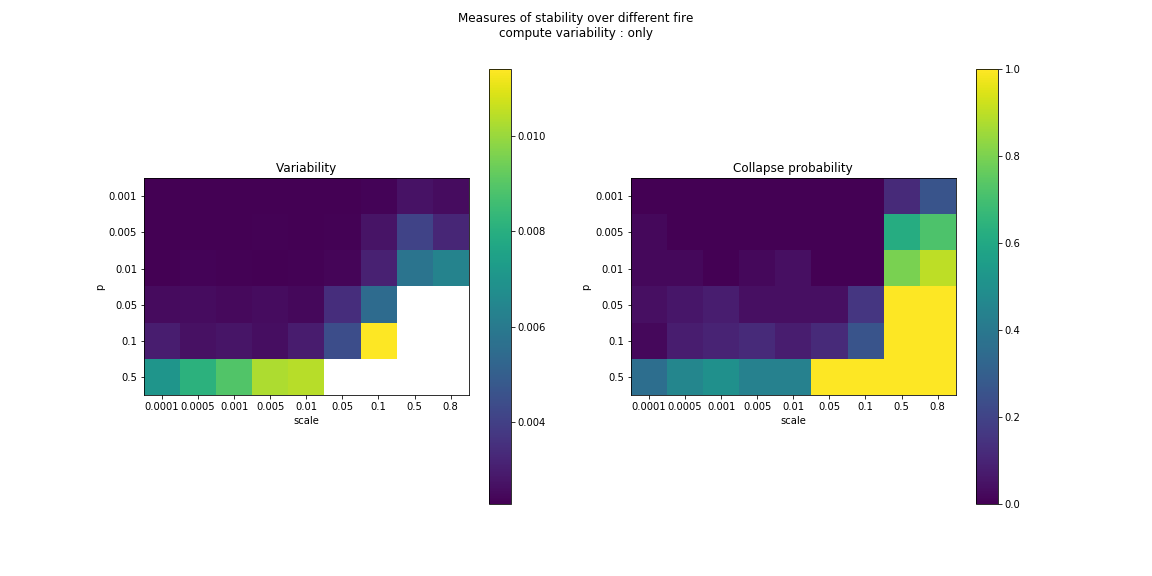 Measures of stability over different fire
compute variability : only
Variability
p
0.001
0.005
0.01
0.05
0.1
0.5
0.0001 0.0005 0.001 0.005 0.01 0.05 0.1 0.5 0.8
scale
0.010
0.008
0.006
0.004
Collapse probability
p
0.001
0.005
0.01
0.05
0.1
0.5
0.0001 0.0005 0.001 0.005 0.01 0.05 0.1 0.5 0.8
scale
1.0
0.8
0.6
0.4
0.2
0.0